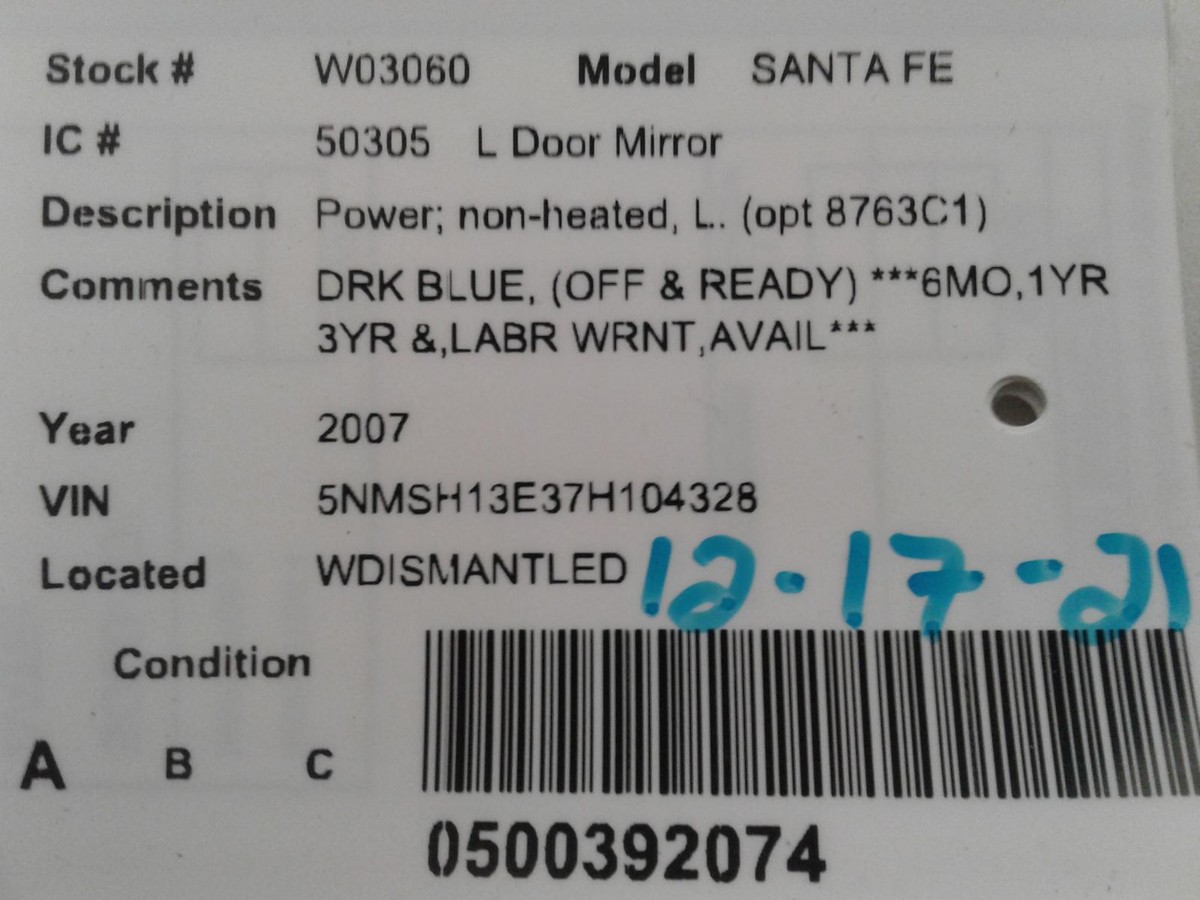 Stock # W03060 Model SANTA FE
IC # 50305 L Door Mirror
Description Power; non-heated, L.. (opt 8763C1)
Comments DRK BLUE, (OFF & READY) ***6MO,1YR
3YR &,LABR WRNT,AVAIL***
Year 2007
VIN 5NMSH13E37H104328
Located WDISMANTLED 12-17-21
Condition
A B C
0500392074